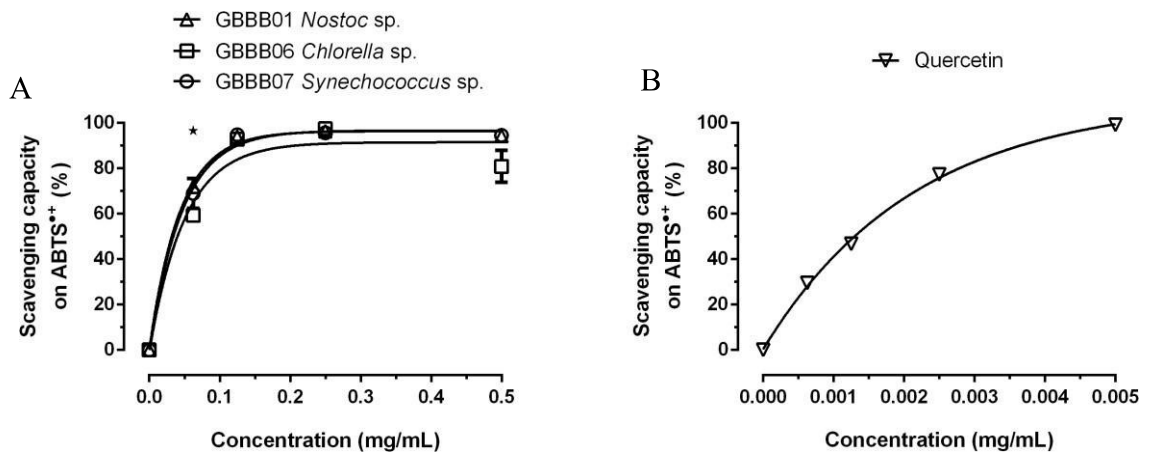 GBBB01 Nostoc sp.
GBBB06 Chlorella sp.
GBBB07 Synechococcus sp.
A
Scavenging capacity
on ABTS•+ (%)
100
80
60
40
20
0
0.0 0.1 0.2 0.3 0.4 0.5
Concentration (mg/mL)
B
Quercetin
Scavenging capacity
on ABTS•+ (%)
100
80
60
40
20
0
0.000 0.001 0.002 0.003 0.004 0.005
Concentration (mg/mL)